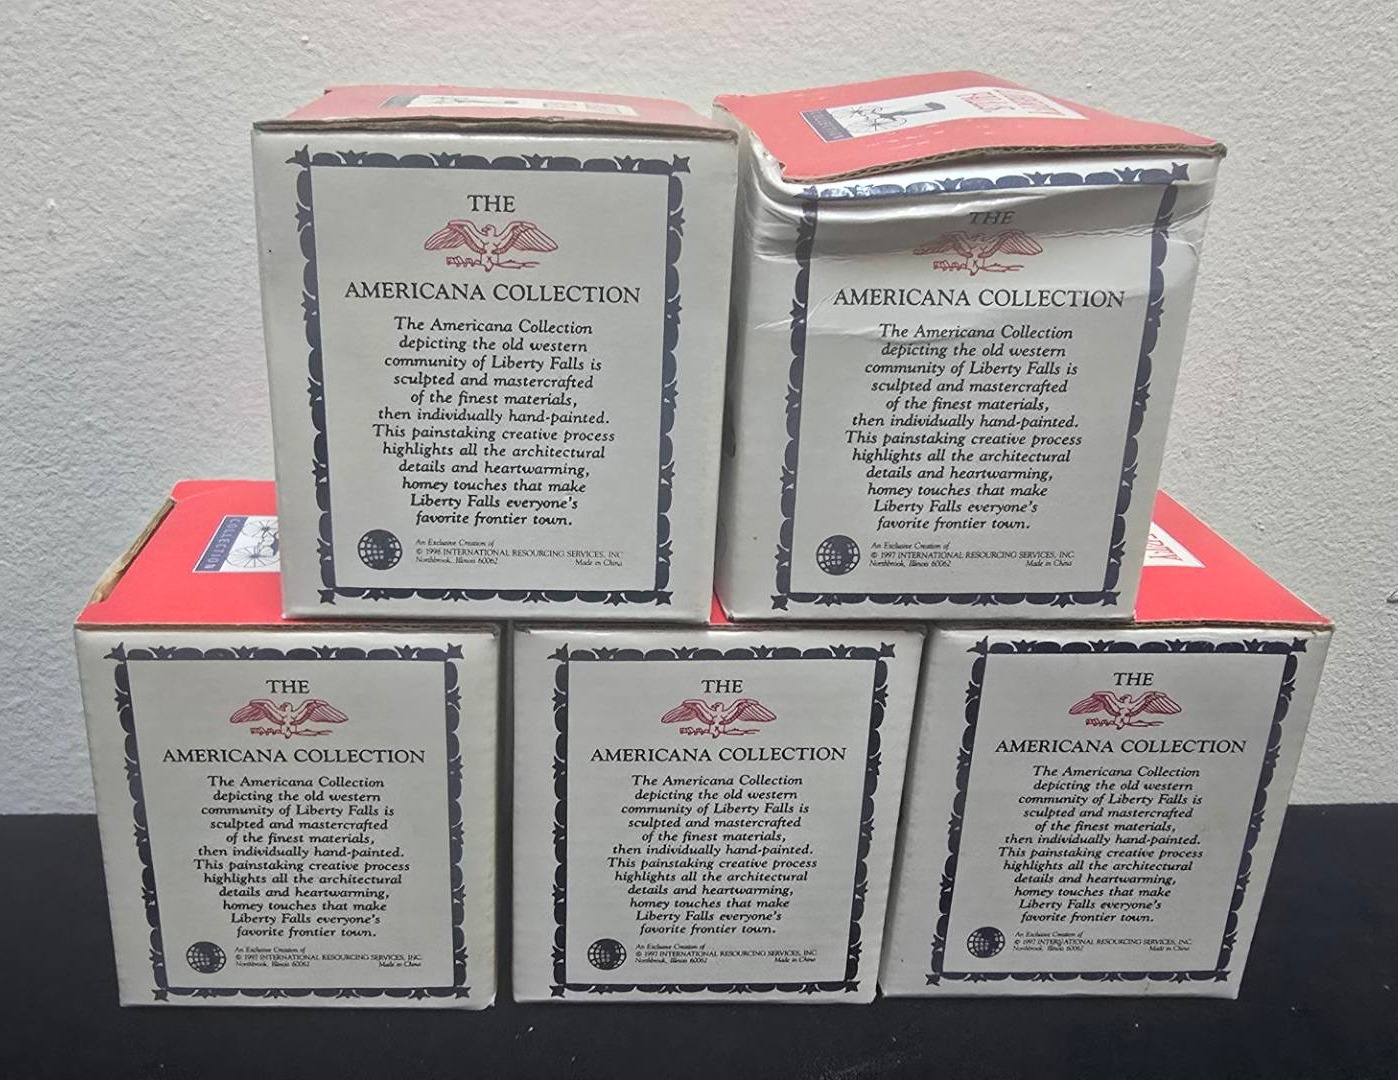 THE
AMERICANA COLLECTION
The Americana Collection
depicting the old western
community of Liberty Falls is
sculpted and mastercrafted
of the finest materials,
then individually hand-painted.
This painstaking creative process
highlights all the architectural
details and heartwarming,
homey touches that make
Liberty Falls everyone's
favorite frontier town.
An Exclusive Creation of
© 1998 INTERNATIONAL RESOURCING SERVICES, INC
Northbrook, Illinois 60062 Made in China
COLLECTION
FALLS
THE
AMERICANA COLLECTION
The Americana Collection
depicting the old western
community of Liberty Falls is
sculpted and mastercrafted
of the finest materials,
then individually hand-painted.
This painstaking creative process
highlights all the architectural
details and heartwarming,
homey touches that make
Liberty Falls everyone's
favorite frontier town.
An Exclusive Creation of
© 1997 INTERNATIONAL RESOURCING SERVICES, INC
Northbrook, Illinois 60062 Made in China
COLLECTION
THE
AMERICANA COLLECTION
The Americana Collection
depicting the old western
community of Liberty Falls is
sculpted and mastercrafted
of the finest materials,
then individually hand-painted.
This painstaking creative process
highlights all the architectural
details and heartwarming,
homey touches that make
Liberty Falls everyone's
favorite frontier town.
An Exclusive Creation of
© 1997 INTERNATIONAL RESOURCING SERVICES, INC.
Northbrook, Illinois 60062 Made in China
THE
AMERICANA COLLECTION
The Americana Collection
depicting the old western
community of Liberty Falls is
sculpted and mastercrafted
of the finest materials,
then individually hand-painted.
This painstaking creative process
highlights all the architectural
details and heartwarming,
homey touches that make
Liberty Falls everyone's
favorite frontier town.
An Exclusive Creation of
© 1997 INTERNATIONAL RESOURCING SERVICES, INC
Northbrook, Illinois 60062 Made in China
THE
AMERICANA COLLECTION
The Americana Collection
depicting the old western
community of Liberty Falls is
sculpted and mastercrafted
of the finest materials,
then individually hand-painted.
This painstaking creative process
highlights all the architectural
details and heartwarming,
homey touches that make
Liberty Falls everyone's
favorite frontier town.
An Exclusive Creation of
© 1997 INTERNATIONAL RESOURCING SERVICES, INC.
Northbrook, Illinois 60062 Made in China